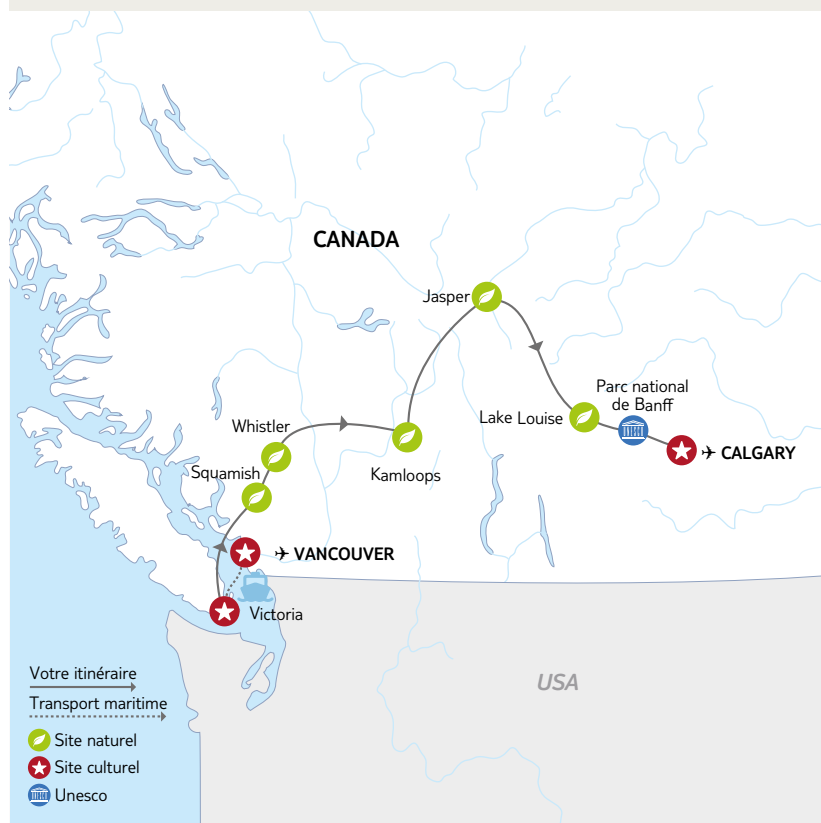 CANADA
Jasper
Parc national
de Banff
Lake Louise
CALGARY
Whistler
Squamish
Kamloops
VANCOUVER
Victoria
USA
Votre itinéraire
Transport maritime
Site naturel
Site culturel
Unesco